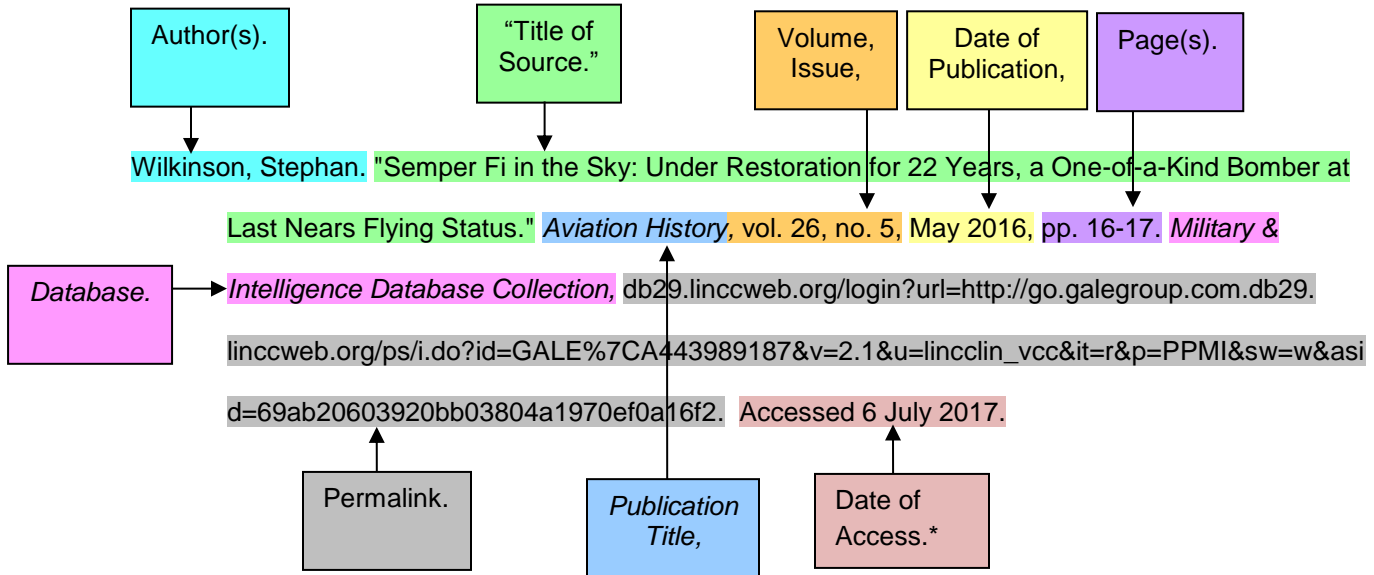 Author(s).
“Title of
Source.”
Volume,
Issue,
Date of
Publication,
Page(s).
Wilkinson, Stephan. "Semper Fi in the Sky: Under Restoration for 22 Years, a One-of-a-Kind Bomber at
Last Nears Flying Status." Aviation History, vol. 26, no. 5, May 2016, pp. 16-17. Military &
Database.
Intelligence Database Collection, db29.linccweb.org/login?url=http://go.galegroup.com.db29.
linccweb.org/ps/i.do?id=GALE%7CA443989187&v=2.1&u=lincclin_vcc&it=r&p=PPMI&sw=w&asi
d=69ab20603920bb03804a1970ef0a16f2. Accessed 6 July 2017.
Permalink.
Publication
Title,
Date of
Access.*